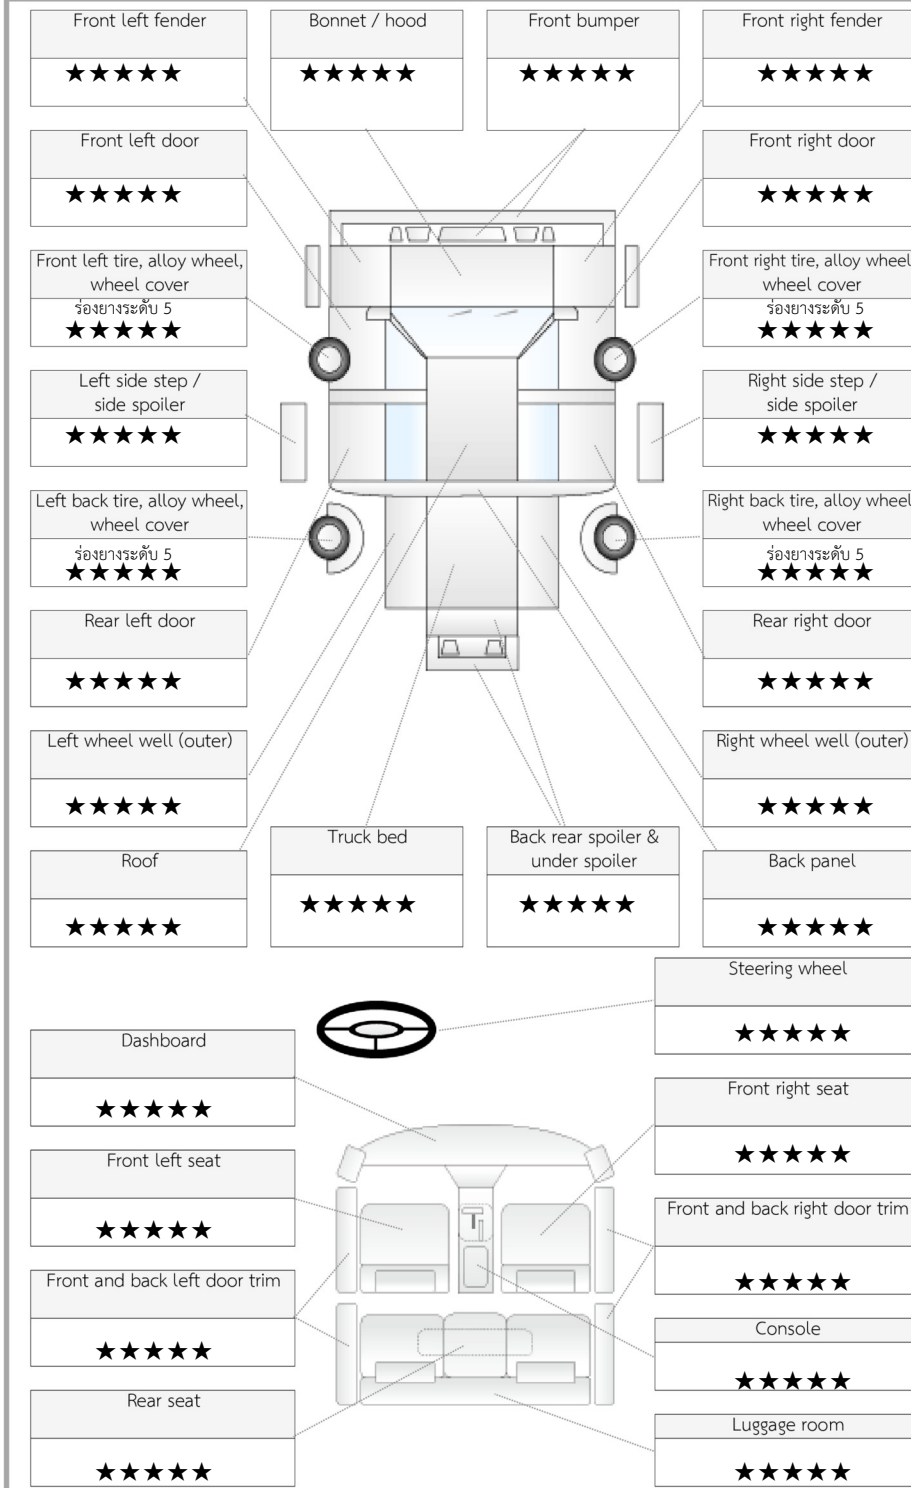 Front left fender
★★★★★
Bonnet / hood
★★★★★
Front bumper
★★★★★
Front right fender
★★★★★
Front left door
★★★★★
Front right door
★★★★★
Front left tire, alloy wheel,
wheel cover
ร่องยางระดับ 5
★★★★★
Front right tire, alloy wheel
wheel cover
ร่องยางระดับ 5
★★★★★
Left side step /
side spoiler
★★★★★
Right side step /
side spoiler
★★★★★
Left back tire, alloy wheel,
wheel cover
ร่องยางระดับ 5
★★★★★
Right back tire, alloy wheel
wheel cover
ร่องยางระดับ 5
★★★★★
Rear left door
★★★★★
Rear right door
★★★★★
Left wheel well (outer)
★★★★★
Right wheel well (outer)
★★★★★
Roof
★★★★★
Truck bed
★★★★★
Back rear spoiler &
under spoiler
★★★★★
Back panel
★★★★★
Steering wheel
★★★★★
Dashboard
★★★★★
Front right seat
★★★★★
Front left seat
★★★★★
Front and back right door trim
★★★★★
Front and back left door trim
★★★★★
Console
★★★★★
Rear seat
★★★★★
Luggage room
★★★★★